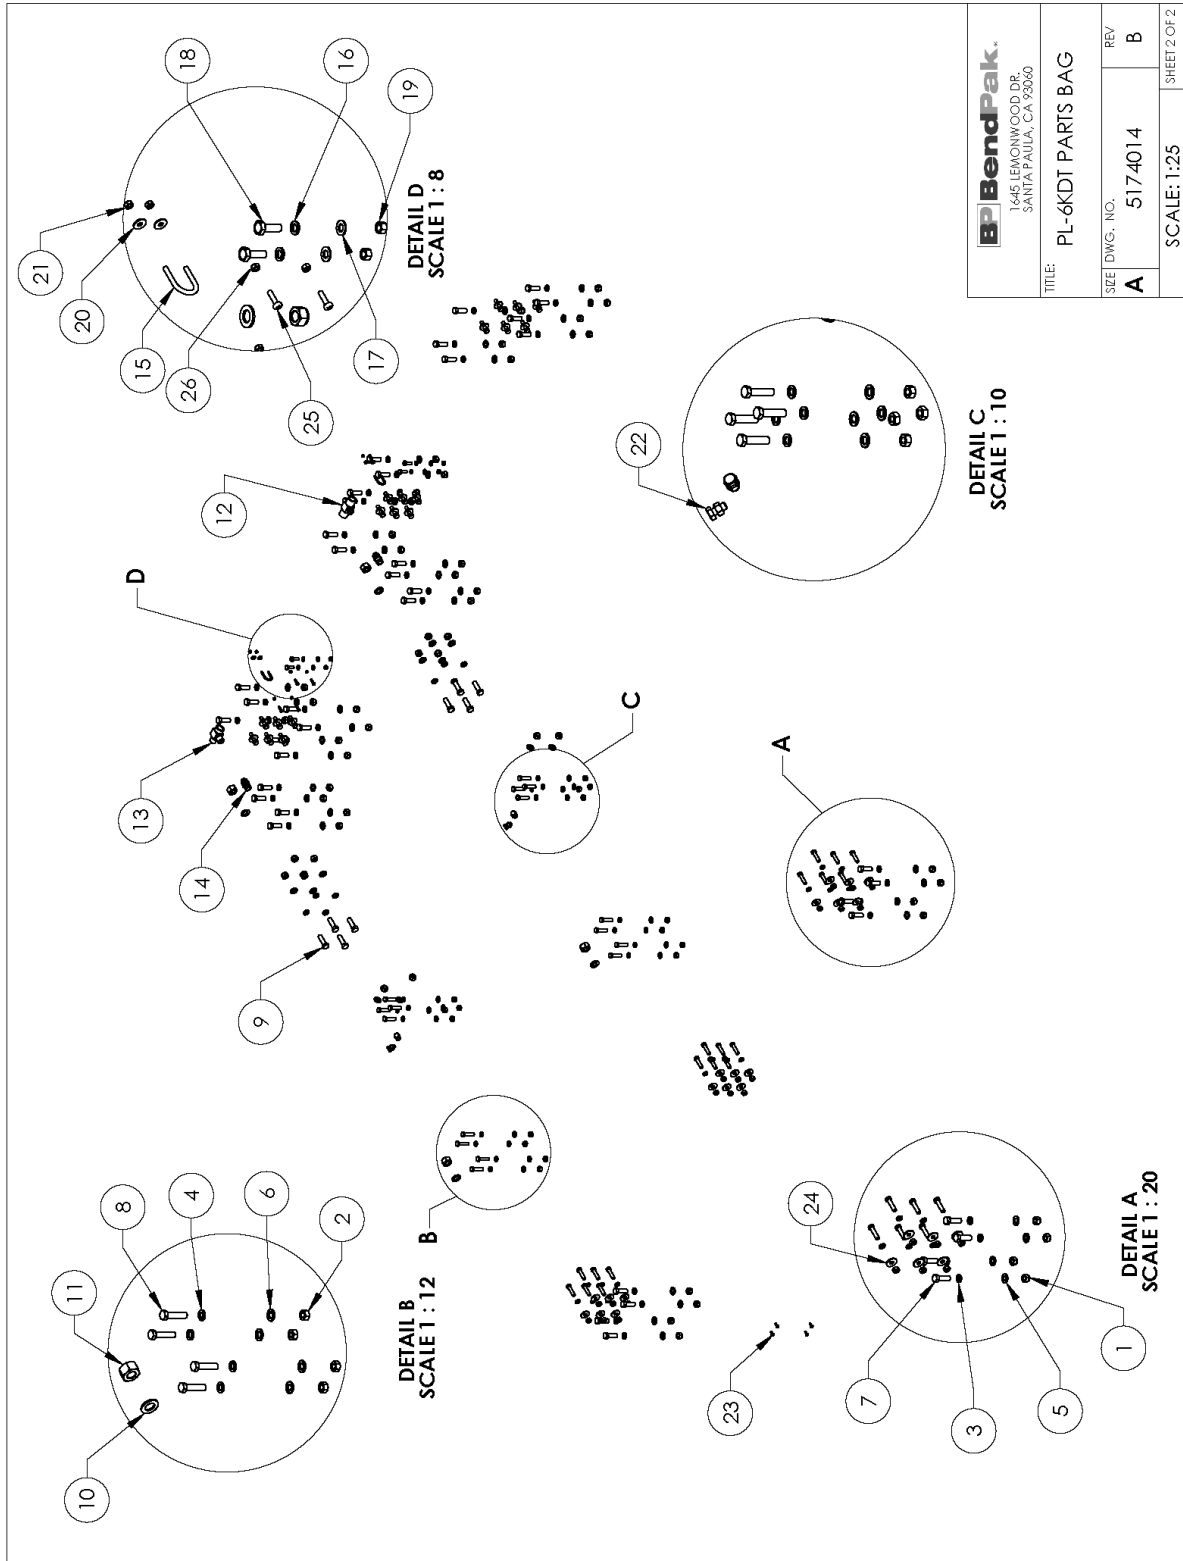 21
20
15
26
25
18
16
19
17
DETAIL D
SCALE 1 : 8
12
D
13
14
9
22
DETAIL C
SCALE 1 : 10
C
A
11
10
8
4
6
2
B
DETAIL B
SCALE 1 : 12
23
24
7
3
5
1
DETAIL A
SCALE 1 : 20
BP BendPak.
1645 LEMONWOOD DR.
SANTA PAULA, CA 93060
TITLE:
PL-6KDT PARTS BAG
SIZE DWG. NO. REV
A 5174014 B
SCALE: 1:25 SHEET 2 OF 2